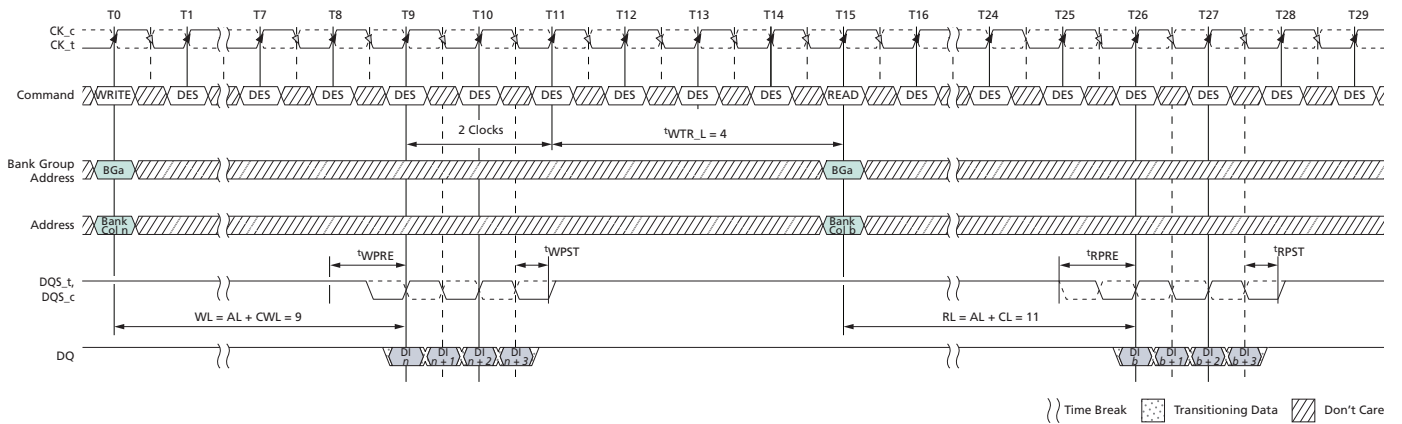 T0 T1 T7 T8 T9 T10 T11 T12 T13 T14 T15 T16 T24 T25 T26 T27 T28 T29
CK_c
CK_t
Command WRITE DES DES DES DES DES DES DES DES DES READ DES DES DES DES DES DES DES
2 Clocks tWTR_L = 4
Bank Group
Address
BGa BGa
Address
Bank
Col n
Bank
Col b
tWPRE tWPST tRPRE tRPST
DQS_t,
DQS_c
WL = AL + CWL = 9 RL = AL + CL = 11
DQ
DI
n
DI
n + 1
DI
n + 2
DI
n + 3
DI
b
DI
b + 1
DI
b + 2
DI
b + 3
Time Break Transitioning Data Don't Care